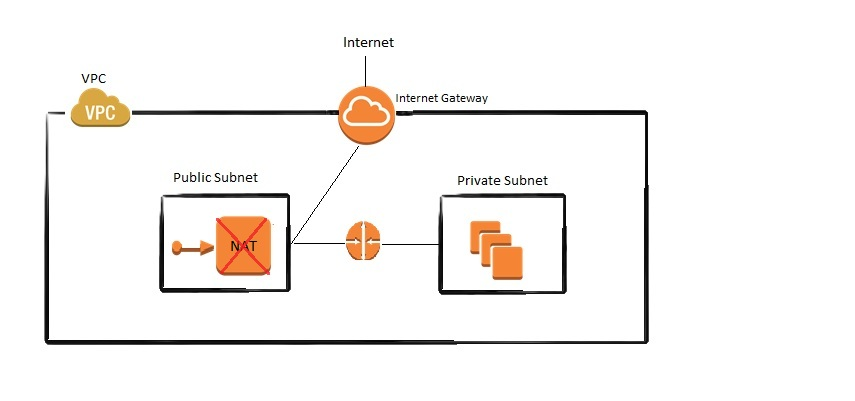 Internet
VPC
VPC
Internet Gateway
Public Subnet
Private Subnet
NAT